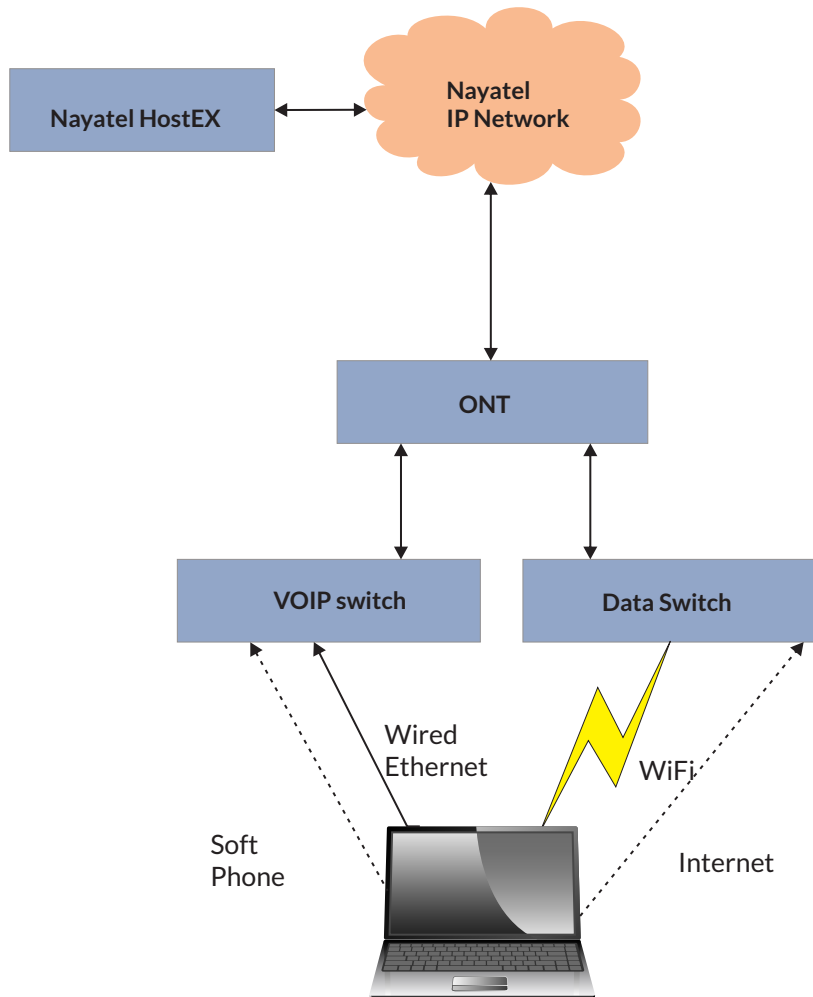 Nayatel HostEX
Nayatel
IP Network
ONT
VOIP switch
Data Switch
Wired
Ethernet
WiFi
Soft
Phone
Internet